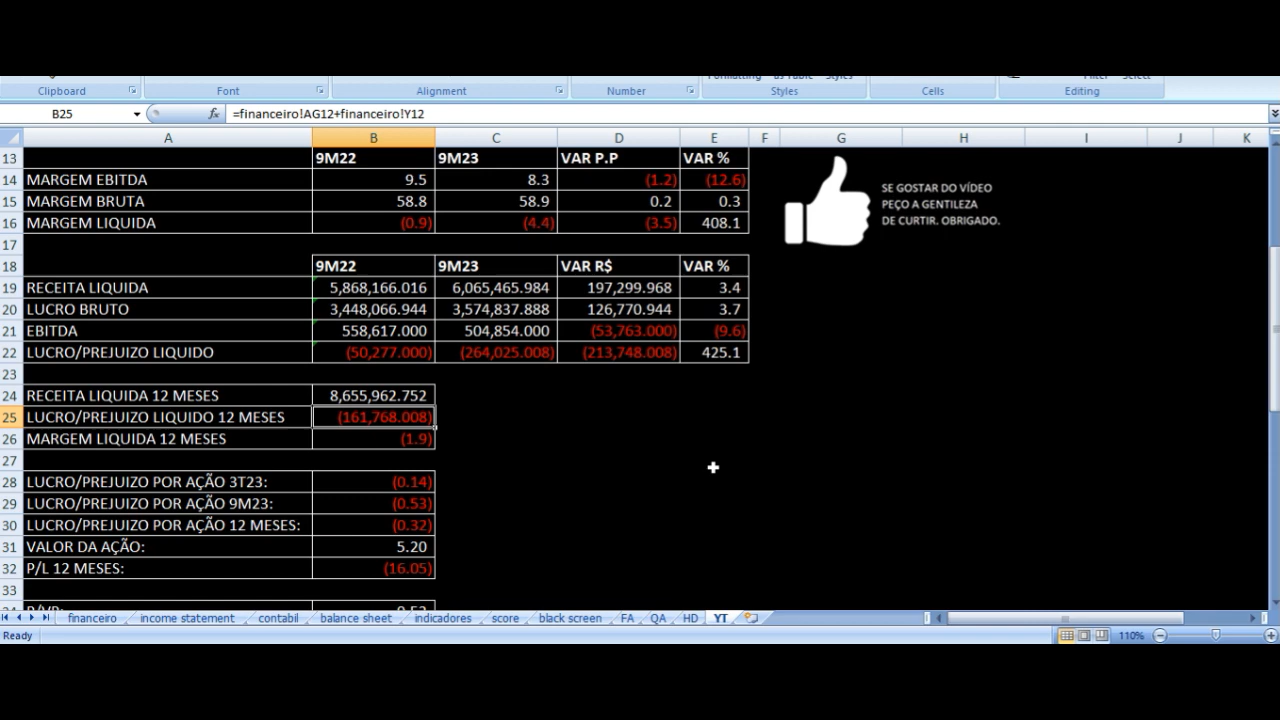 Clipboard Font Alignment Number Styles Cells Editing
B25 =financeiro!AG12+financeiro!Y12
A B C D E F G H I J K
13 9M22 9M23 VAR P.P VAR %
14 MARGEM EBITDA 9.5 8.3 (1.2) (12.6)
15 MARGEM BRUTA 58.8 58.9 0.2 0.3
16 MARGEM LIQUIDA (0.9) (4.4) (3.5) 408.1
SE GOSTAR DO VÍDEO
PEÇO A GENTILEZA
DE CURTIR. OBRIGADO.
17
18 9M22 9M23 VAR R$ VAR %
19 RECEITA LIQUIDA 5,868,166.016 6,065,465.984 197,299.968 3.4
20 LUCRO BRUTO 3,448,066.944 3,574,837.888 126,770.944 3.7
21 EBITDA 558,617.000 504,854.000 (53,763.000) (9.6)
22 LUCRO/PREJUIZO LIQUIDO (50,277.000) (264,025.008) (213,748.008) 425.1
23
24 RECEITA LIQUIDA 12 MESES 8,655,962.752
25 LUCRO/PREJUIZO LIQUIDO 12 MESES (161,768.008)
26 MARGEM LIQUIDA 12 MESES (1.9)
27
28 LUCRO/PREJUIZO POR AÇÃO 3T23: (0.14)
29 LUCRO/PREJUIZO POR AÇÃO 9M23: (0.53)
30 LUCRO/PREJUIZO POR AÇÃO 12 MESES: (0.32)
31 VALOR DA AÇÃO: 5.20
32 P/L 12 MESES: (16.05)
33
financeiro income statement contabil balance sheet indicadores score black screen FA QA HD YT
Ready 110%